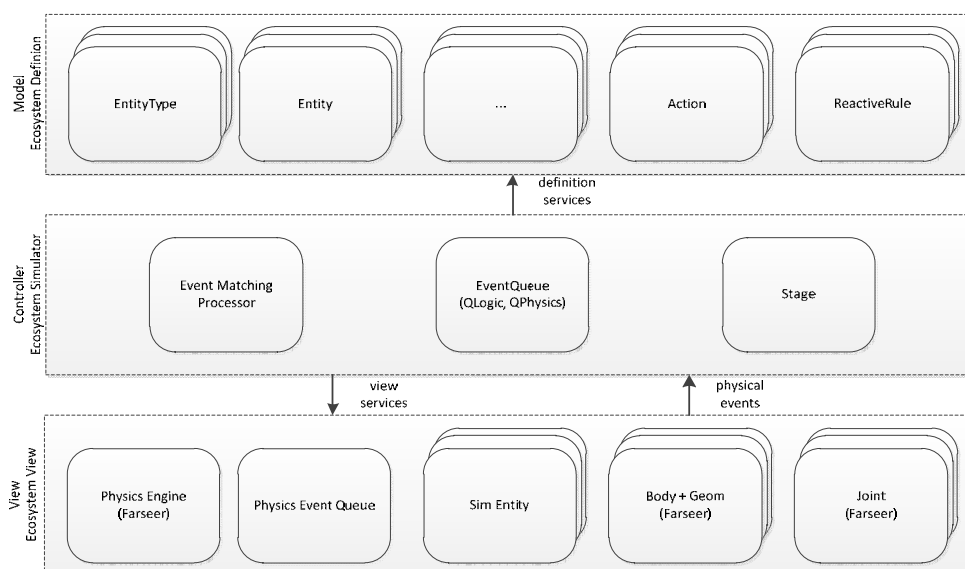 Model
Ecosystem Definion
EntityType
Entity
...
Action
ReactiveRule
definition
services
Controller
Ecosystem Simulator
Event Matching
Processor
EventQueue
(QLogic, QPhysics)
Stage
view
services
physical
events
View
Ecosystem View
Physics Engine
(Farseer)
Physics Event Queue
Sim Entity
Body + Geom
(Farseer)
Joint
(Farseer)